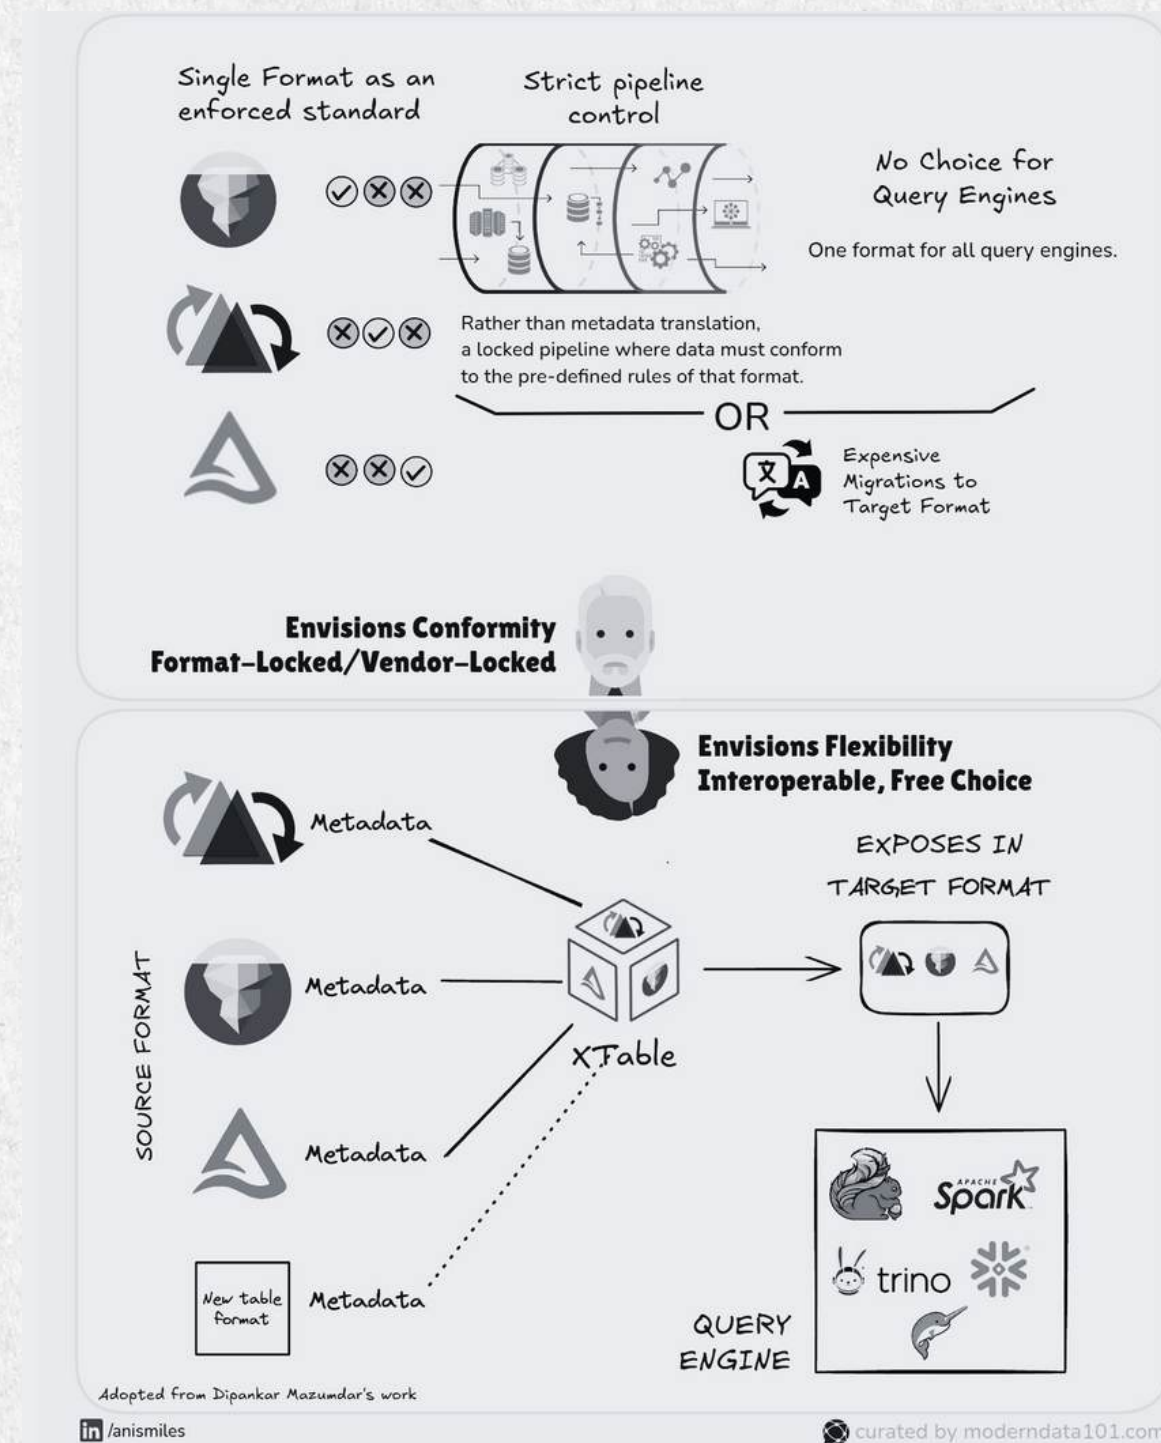 Single Format as an
enforced standard
Strict pipeline
control
No Choice for
Query Engines
One format for all query engines.
Rather than metadata translation,
a locked pipeline where data must conform
to the pre-defined rules of that format.
OR
文
A
Expensive
Migrations to
Target Format
Envisions Conformity
Format-Locked/Vendor-Locked
Envisions Flexibility
Interoperable, Free Choice
Metadata
EXPOSES IN
TARGET FORMAT
SOURCE FORMAT
Metadata
XTable
Metadata
APACHE
Spark
trino
New table
format
Metadata
QUERY
ENGINE
Adopted from Dipankar Mazumdar's work
in /anismiles
curated by moderndata101.com